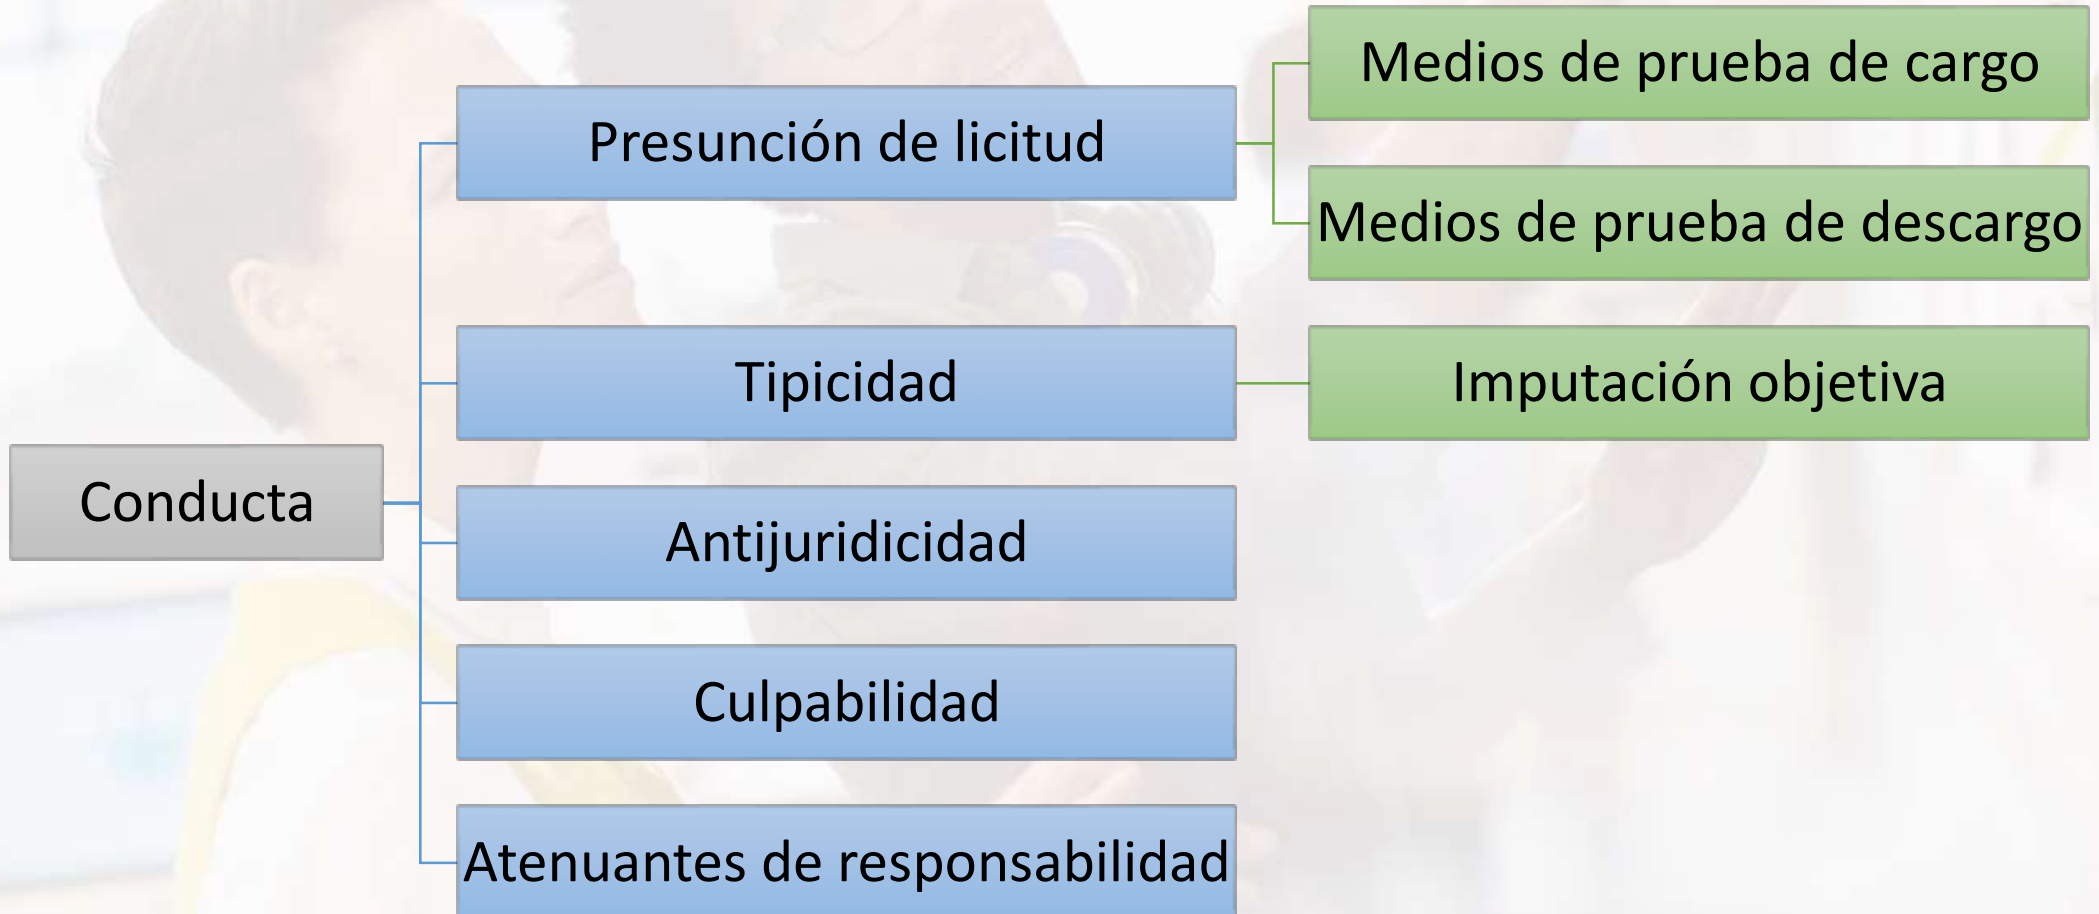 Conducta
Presunción de licitud
Medios de prueba de cargo
Medios de prueba de descargo
Tipicidad
Imputación objetiva
Antijuridicidad
Culpabilidad
Atenuantes de responsabilidad